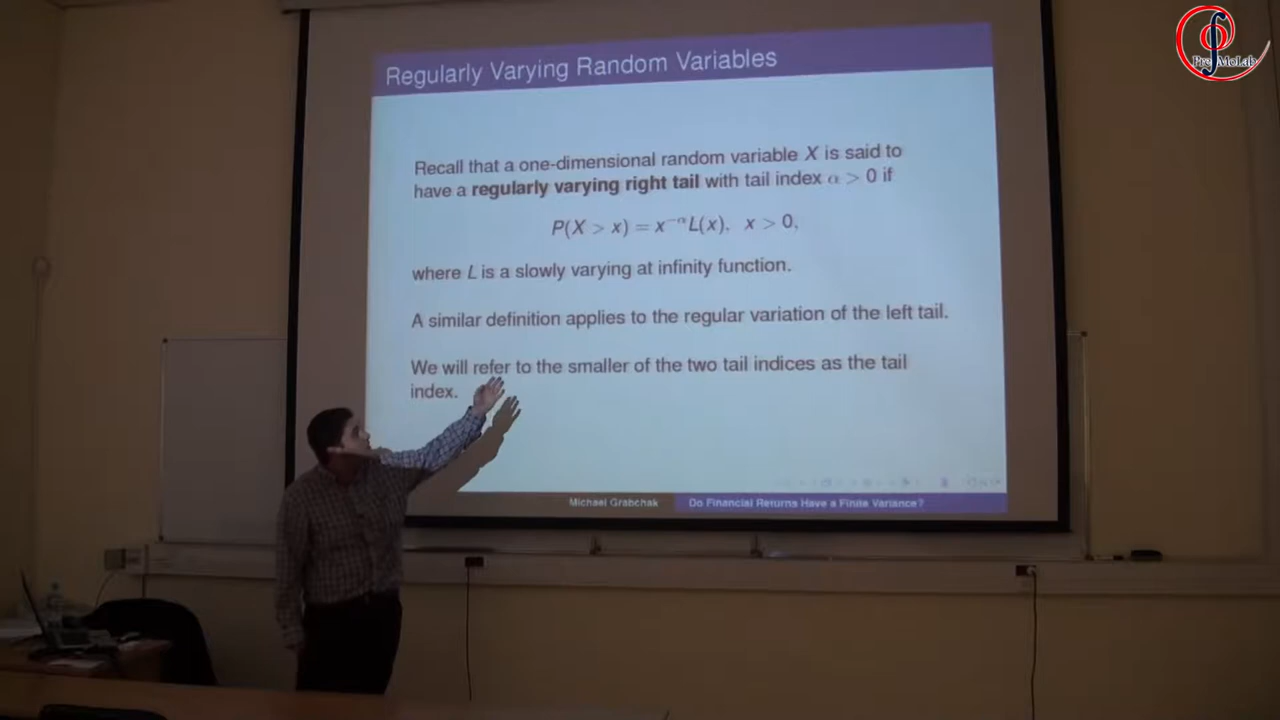 Regularly Varying Random Variables
Recall that a one-dimensional random variable X is said to
have a regularly varying right tail with tail index α > 0 if
P(X > x) = x⁻ᵅL(x), x > 0,
where L is a slowly varying at infinity function.
A similar definition applies to the regular variation of the left tail.
We will refer to the smaller of the two tail indices as the tail
index.
Michael Grabchak Do Financial Returns Have a Finite Variance?
PreMoLab